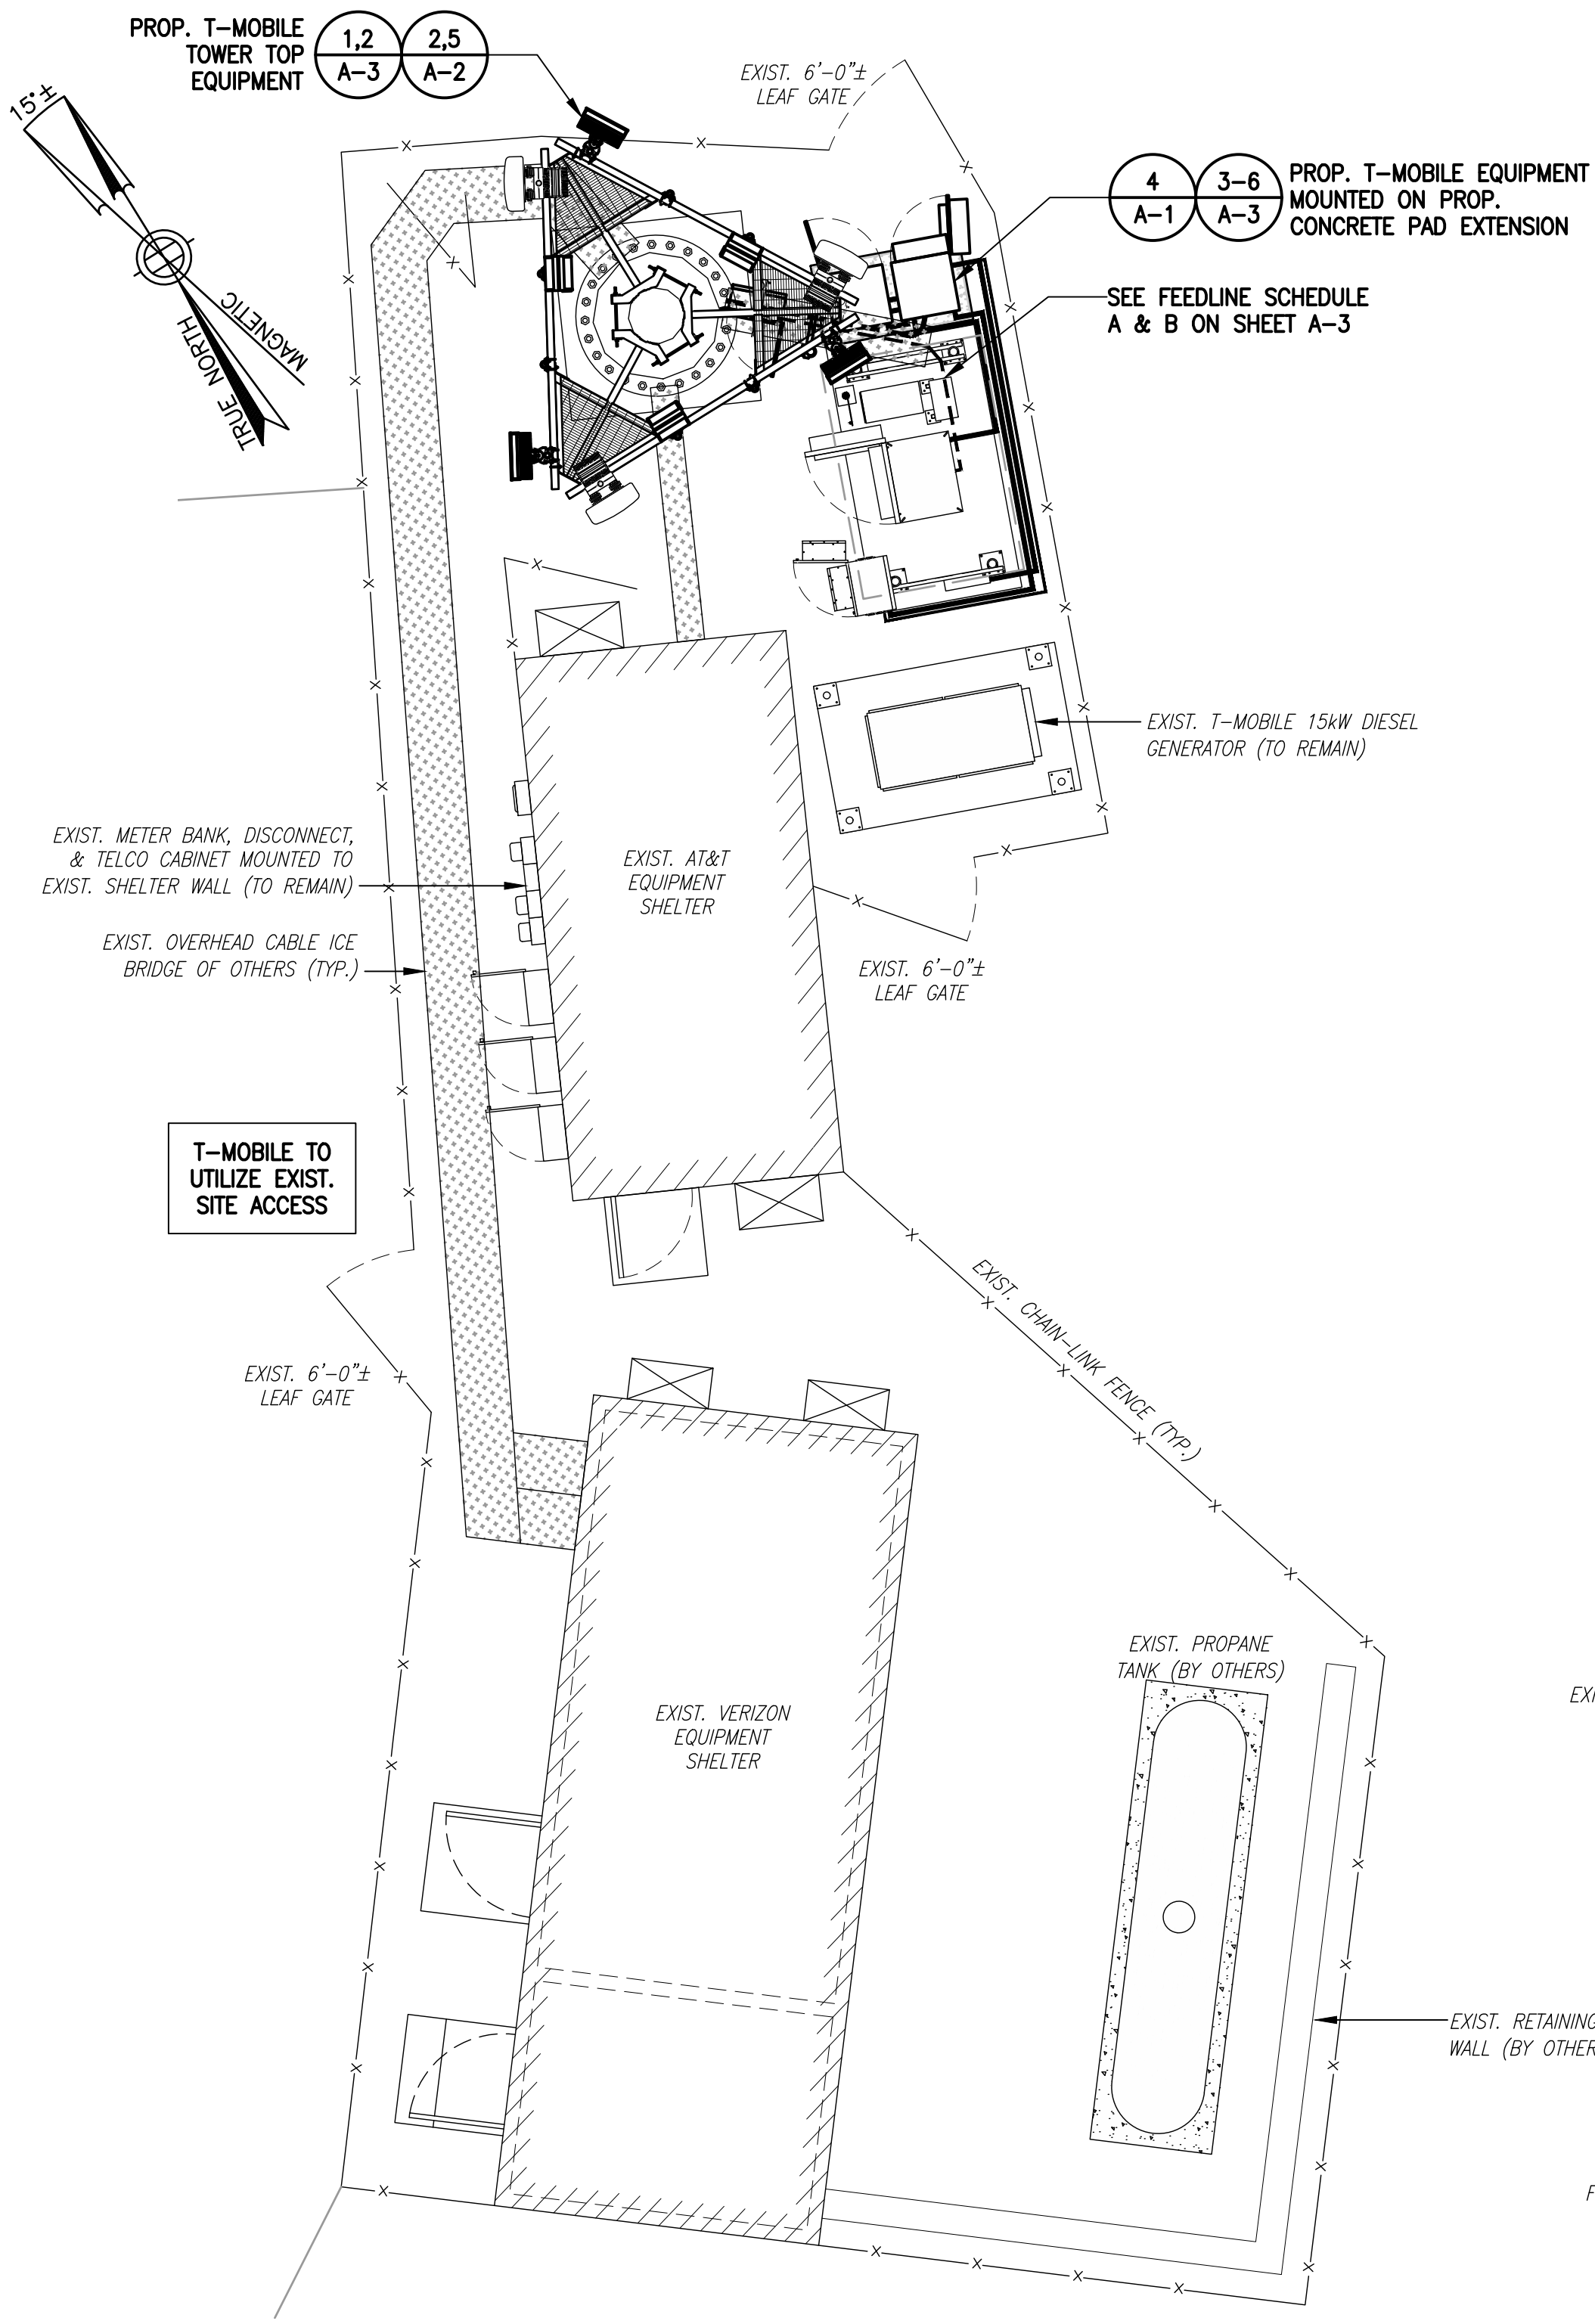 PROP. T-MOBILE
TOWER TOP
EQUIPMENT
1,2
A-3
2,5
A-2
EXIST. 6'-0"±
LEAF GATE
15°±
TRUE NORTH
MAGNETIC
4
A-1
3-6
A-3
PROP. T-MOBILE EQUIPMENT
MOUNTED ON PROP.
CONCRETE PAD EXTENSION
SEE FEEDLINE SCHEDULE
A & B ON SHEET A-3
EXIST. T-MOBILE 15kW DIESEL
GENERATOR (TO REMAIN)
EXIST. METER BANK, DISCONNECT,
& TELCO CABINET MOUNTED TO
EXIST. SHELTER WALL (TO REMAIN)
EXIST. AT&T
EQUIPMENT
SHELTER
EXIST. OVERHEAD CABLE ICE
BRIDGE OF OTHERS (TYP.)
EXIST. 6'-0"±
LEAF GATE
T-MOBILE TO
UTILIZE EXIST.
SITE ACCESS
EXIST. CHAIN-LINK FENCE (TYP.)
EXIST. 6'-0"±
LEAF GATE
EXIST. PROPANE
TANK (BY OTHERS)
EXIST. VERIZON
EQUIPMENT
SHELTER
EXIST. RETAINING
WALL (BY OTHER